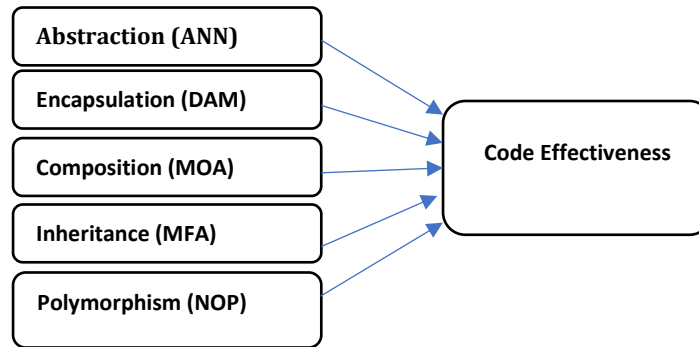 Abstraction (ANN)
Encapsulation (DAM)
Composition (MOA)
Inheritance (MFA)
Polymorphism (NOP)
Code Effectiveness